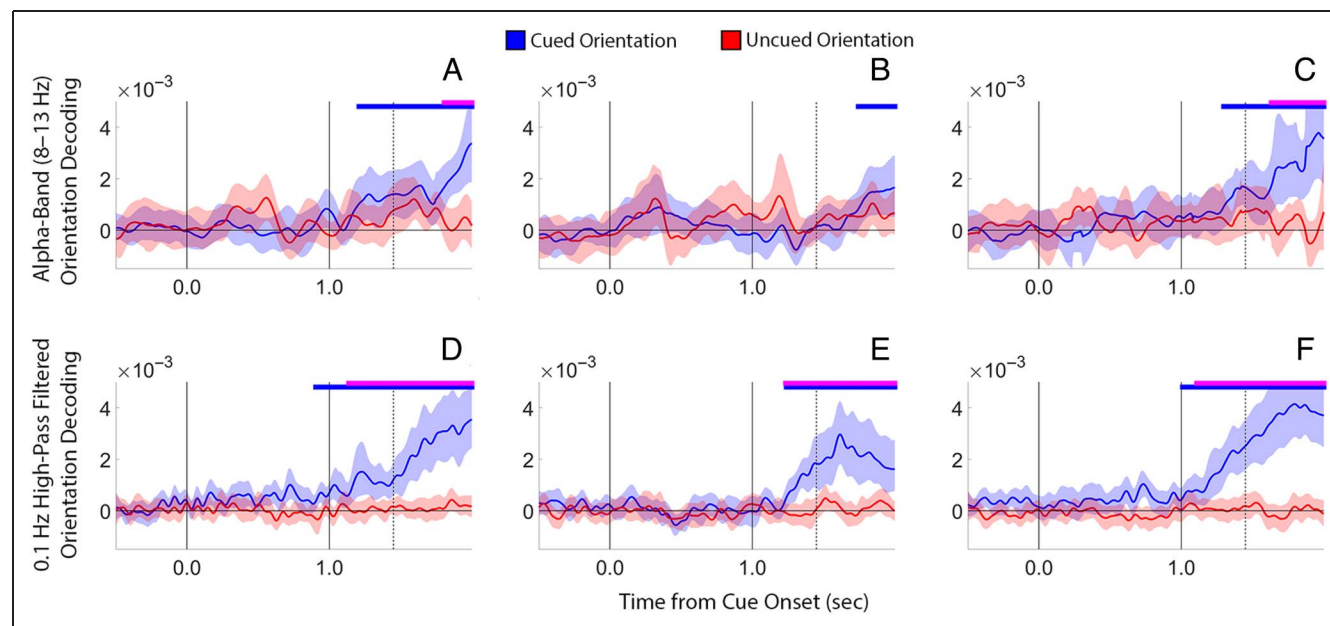 Cued Orientation Uncued Orientation
A B C
Alpha-Band (8–13 Hz)
Orientation Decoding
×10⁻³ ×10⁻³ ×10⁻³
4 4 4
2 2 2
0 0 0
0.0 1.0 0.0 1.0 0.0 1.0
D E F
0.1 Hz High-Pass Filtered
Orientation Decoding
×10⁻³ ×10⁻³ ×10⁻³
4 4 4
2 2 2
0 0 0
0.0 1.0 0.0 1.0 0.0 1.0
Time from Cue Onset (sec)